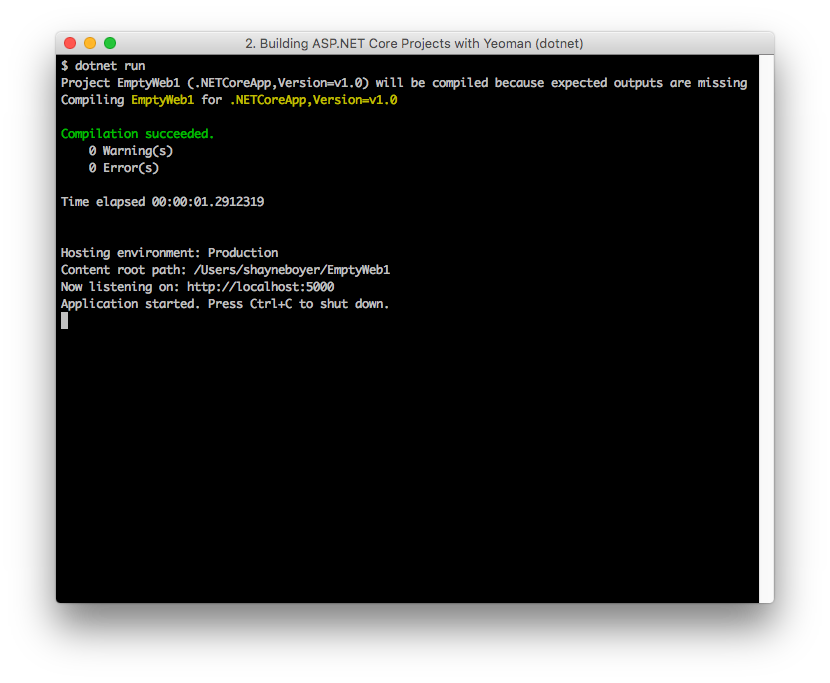 2. Building ASP.NET Core Projects with Yeoman (dotnet)
$ dotnet run
Project EmptyWeb1 (.NETCoreApp,Version=v1.0) will be compiled because expected outputs are missing
Compiling EmptyWeb1 for .NETCoreApp,Version=v1.0
Compilation succeeded.
0 Warning(s)
0 Error(s)
Time elapsed 00:00:01.2912319
Hosting environment: Production
Content root path: /Users/shayneboyer/EmptyWeb1
Now listening on: http://localhost:5000
Application started. Press Ctrl+C to shut down.